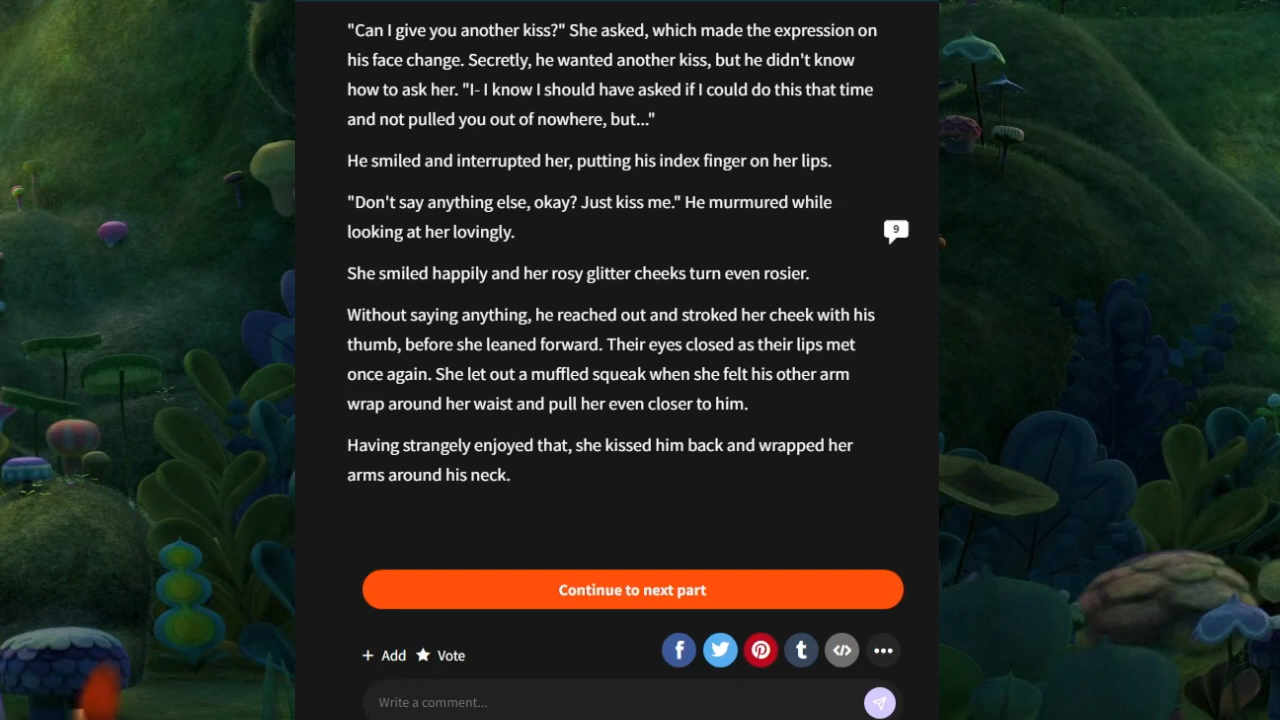 "Can I give you another kiss?" She asked, which made the expression on
his face change. Secretly, he wanted another kiss, but he didn't know
how to ask her. "I- I know I should have asked if I could do this that time
and not pulled you out of nowhere, but..."
He smiled and interrupted her, putting his index finger on her lips.
"Don't say anything else, okay? Just kiss me." He murmured while
looking at her lovingly.
9
She smiled happily and her rosy glitter cheeks turn even rosier.
Without saying anything, he reached out and stroked her cheek with his
thumb, before she leaned forward. Their eyes closed as their lips met
once again. She let out a muffled squeak when she felt his other arm
wrap around her waist and pull her even closer to him.
Having strangely enjoyed that, she kissed him back and wrapped her
arms around his neck.
Continue to next part
+ Add ★ Vote
Write a comment...